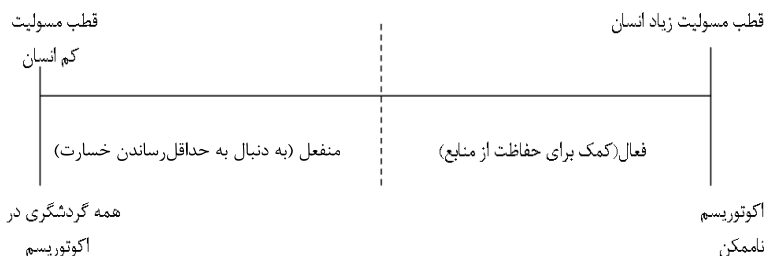 قطب مسولیت زیاد انسان
قطب مسولیت
کم انسان
فعال(کمک برای حفاظت از منابع)
منفعل (به دنبال به حداقل‌رساندن خسارت)
اکوتوریسم
ناممکن
همه گردشگری در
اکوتوریسم